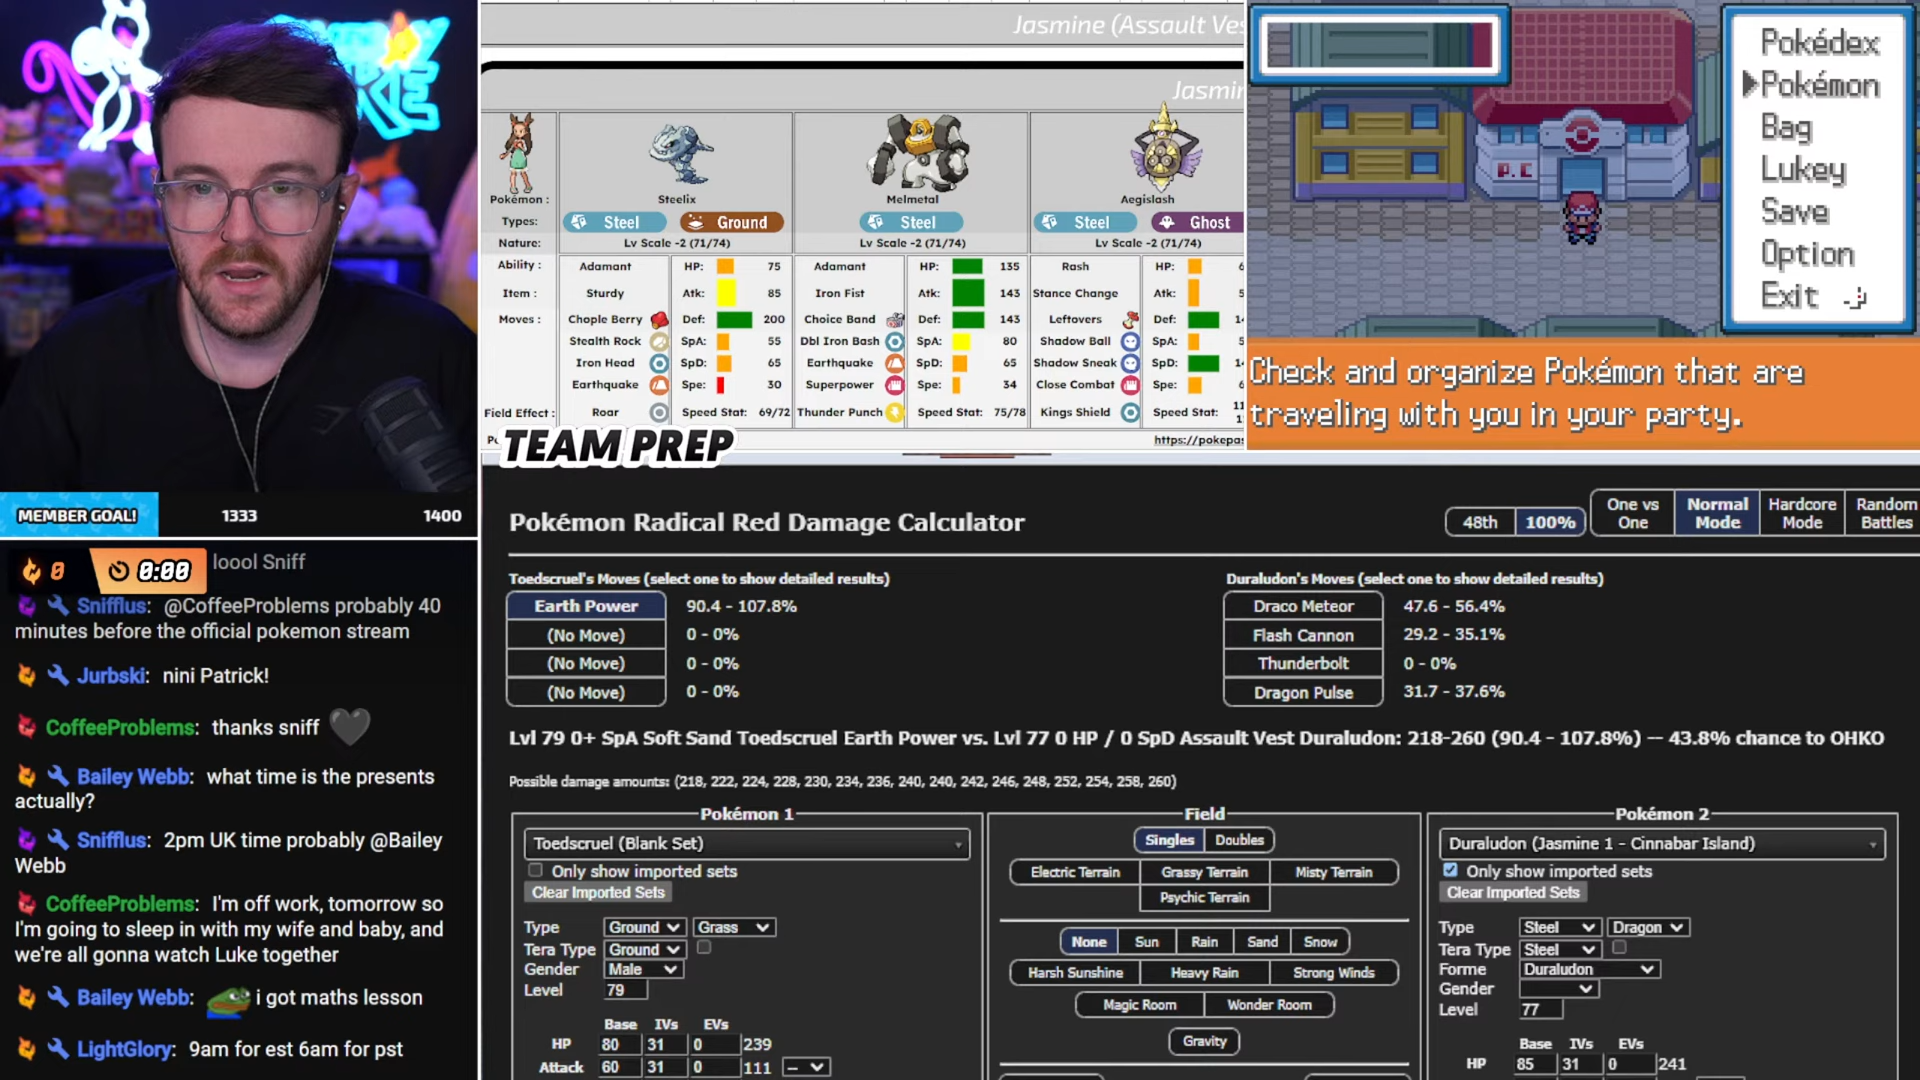 MEMBER GOAL! 1333 1400
0 0:00 loool Sniff
Snifflus: @CoffeeProblems probably 40
minutes before the official pokemon stream
Jurbski: nini Patrick!
CoffeeProblems: thanks sniff
Bailey Webb: what time is the presents
actually?
Snifflus: 2pm UK time probably @Bailey
Webb
CoffeeProblems: I'm off work, tomorrow so
I'm going to sleep in with my wife and baby, and
we're all gonna watch Luke together
Bailey Webb: i got maths lesson
LightGlory: 9am for est 6am for pst
Jasmine (Assault Ves
Jasmin
Pokémon : Steelix Melmetal Aegislash
Types: Steel Ground Steel Steel Ghost
Nature: Lv Scale -2 (71/74) Lv Scale -2 (71/74) Lv Scale -2 (71/74)
Ability : Adamant HP: 75 Adamant HP: 135 Rash HP: 6
Item : Sturdy Atk: 85 Iron Fist Atk: 143 Stance Change Atk: 5
Moves : Chople Berry Def: 200 Choice Band Def: 143 Leftovers Def: 14
Stealth Rock SpA: 55 Dbl Iron Bash SpA: 80 Shadow Ball SpA: 5
Iron Head SpD: 65 Earthquake SpD: 65 Shadow Sneak SpD: 14
Earthquake Spe: 30 Superpower Spe: 34 Close Combat Spe: 6
Field Effect : Roar Speed Stat: 69/72 Thunder Punch Speed Stat: 75/78 Kings Shield Speed Stat: 11
https://pokepas
TEAM PREP
P.C
Pokédex
Pokémon
Bag
Lukey
Save
Option
Exit
Check and organize Pokémon that are
traveling with you in your party.
Pokémon Radical Red Damage Calculator
48th 100% One vs One Normal Mode Hardcore Mode Random Battles
Toedscruel's Moves (select one to show detailed results)
Earth Power 90.4 - 107.8%
(No Move) 0 - 0%
(No Move) 0 - 0%
(No Move) 0 - 0%
Duraludon's Moves (select one to show detailed results)
Draco Meteor 47.6 - 56.4%
Flash Cannon 29.2 - 35.1%
Thunderbolt 0 - 0%
Dragon Pulse 31.7 - 37.6%
Lvl 79 0+ SpA Soft Sand Toedscruel Earth Power vs. Lvl 77 0 HP / 0 SpD Assault Vest Duraludon: 218-260 (90.4 - 107.8%) -- 43.8% chance to OHKO
Possible damage amounts: (218, 222, 224, 228, 230, 234, 236, 240, 240, 242, 246, 248, 252, 254, 258, 260)
Pokémon 1
Toedscruel (Blank Set)
Only show imported sets
Clear Imported Sets
Type Ground Grass
Tera Type Ground
Gender Male
Level 79
Base IVs EVs
HP 80 31 0 239
Attack 60 31 0 111 --
Field
Singles Doubles
Electric Terrain Grassy Terrain Misty Terrain
Psychic Terrain
None Sun Rain Sand Snow
Harsh Sunshine Heavy Rain Strong Winds
Magic Room Wonder Room
Gravity
Pokémon 2
Duraludon (Jasmine 1 - Cinnabar Island)
Only show imported sets
Clear Imported Sets
Type Steel Dragon
Tera Type Steel
Forme Duraludon
Gender
Level 77
Base IVs EVs
HP 85 31 0 241